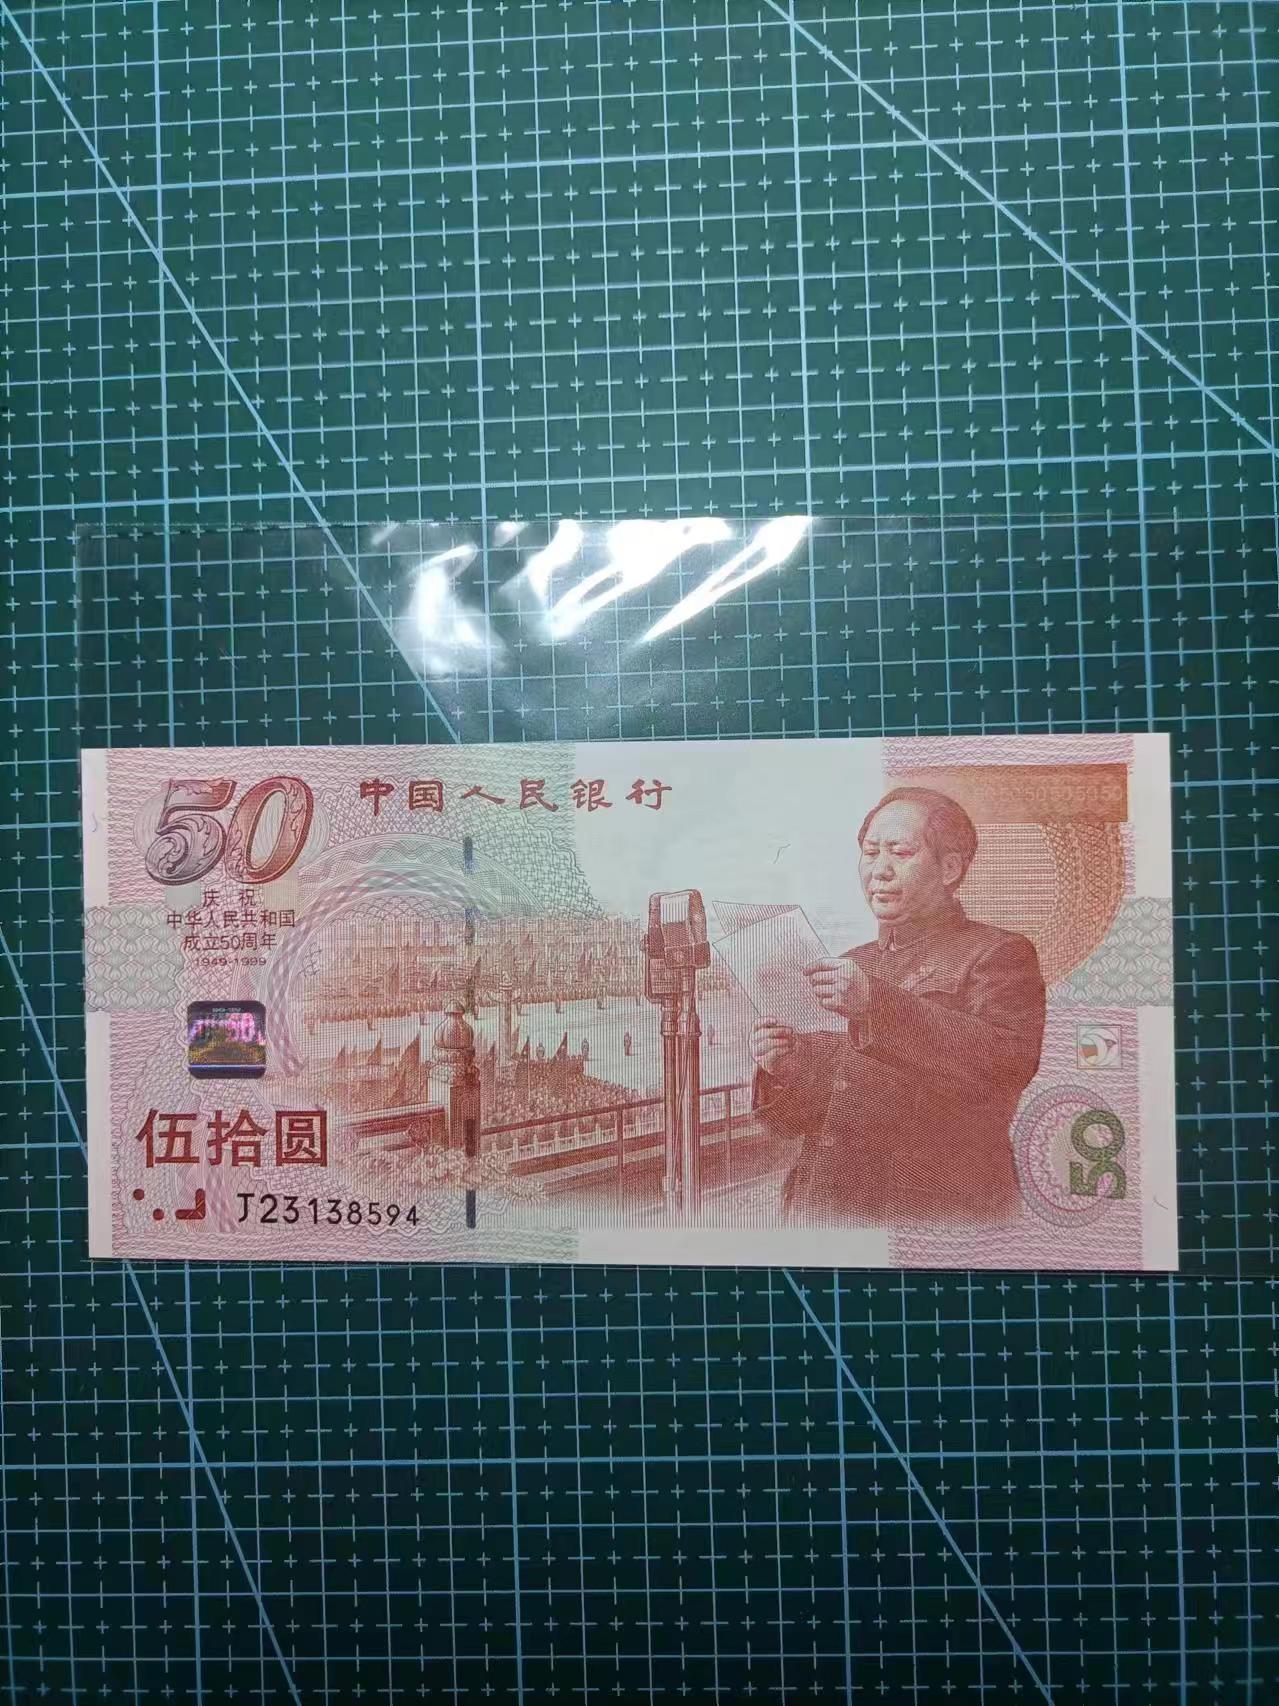 50
中国人民银行
庆祝
中华人民共和国
成立50周年
1949-1999
伍拾圆
J23138594
50